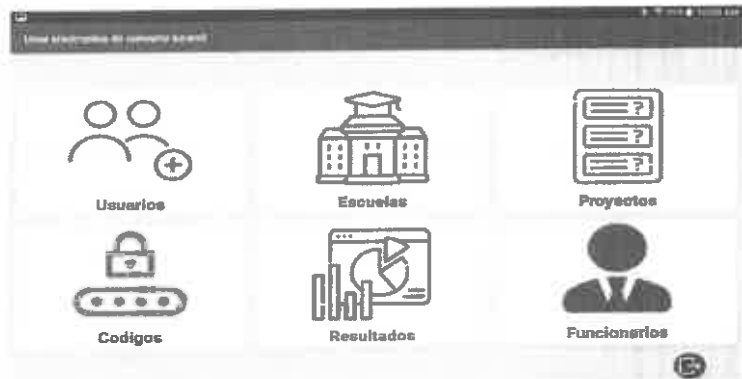 Usuarios
Escuelas
Proyectos
Codigos
Resultados
Funcionarios